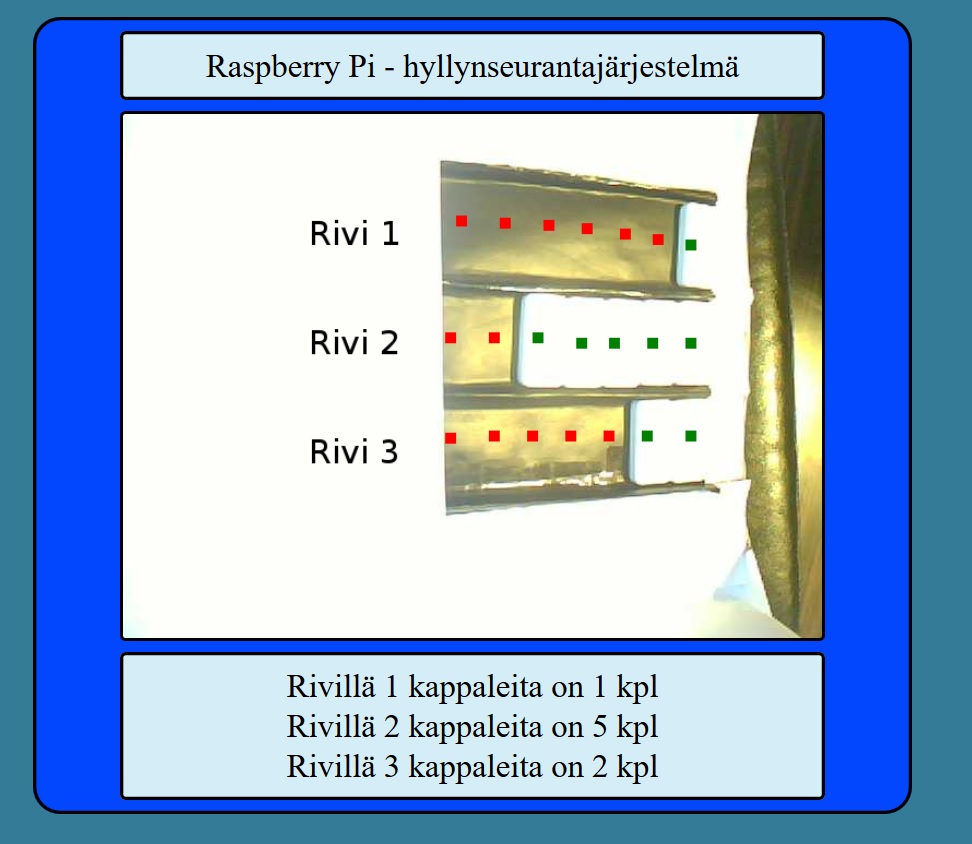 Raspberry Pi - hyllynseurantajärjestelmä
Rivi 1
Rivi 2
Rivi 3
Rivillä 1 kappaleita on 1 kpl
Rivillä 2 kappaleita on 5 kpl
Rivillä 3 kappaleita on 2 kpl